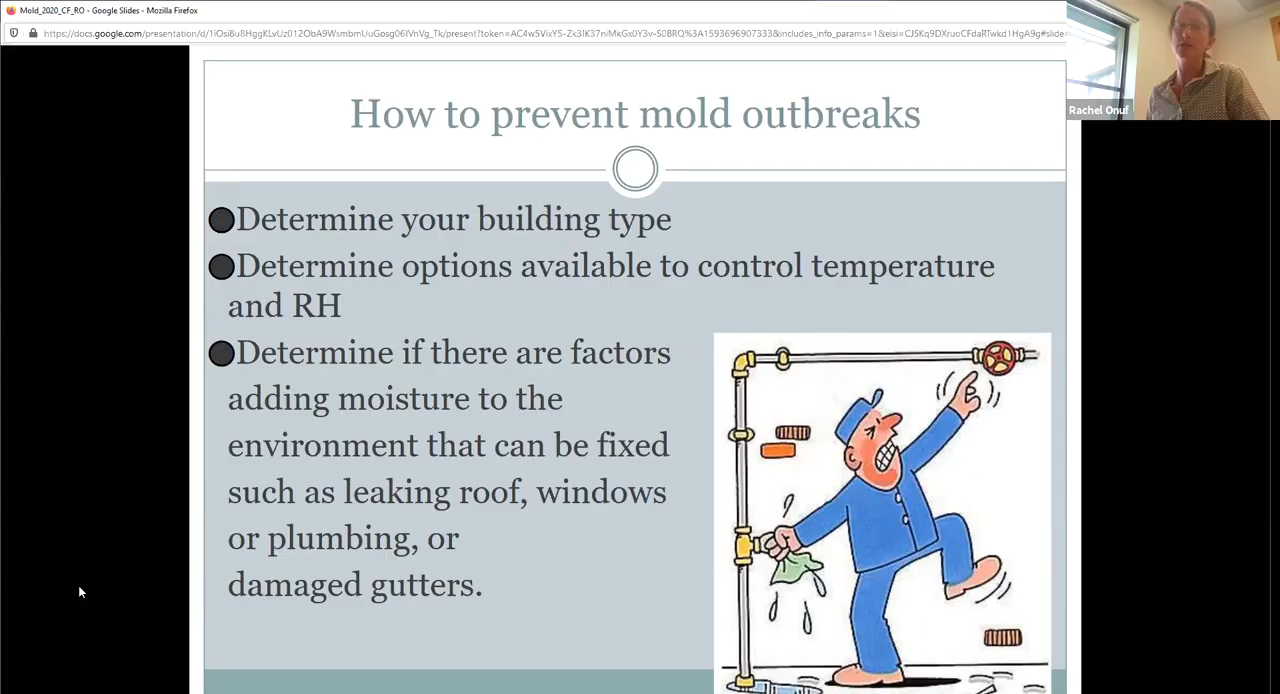 Mold_2020_CF_RO - Google Slides - Mozilla Firefox
Rachel Onuf
How to prevent mold outbreaks
Determine your building type
Determine options available to control temperature
and RH
Determine if there are factors
adding moisture to the
environment that can be fixed
such as leaking roof, windows
or plumbing, or
damaged gutters.